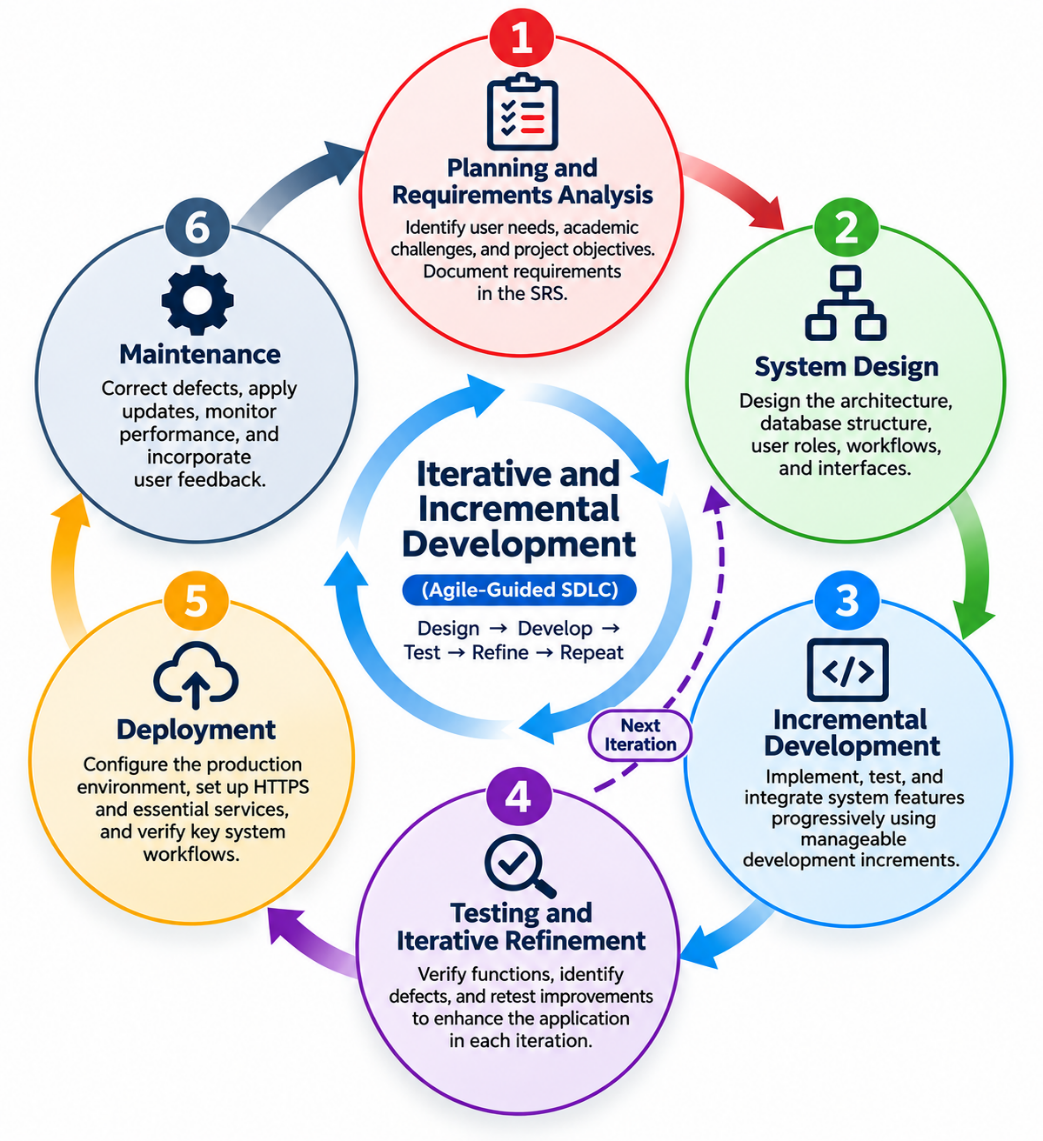 1
Planning and
Requirements Analysis
Identify user needs, academic
challenges, and project objectives.
Document requirements
in the SRS.
2
System Design
Design the architecture,
database structure,
user roles, workflows,
and interfaces.
3
</>
Incremental
Development
Implement, test, and
integrate system features
progressively using
manageable
development increments.
4
Testing and
Iterative Refinement
Verify functions, identify
defects, and retest improvements
to enhance the application
in each iteration.
5
Deployment
Configure the production
environment, set up HTTPS
and essential services,
and verify key system
workflows.
6
Maintenance
Correct defects, apply
updates, monitor
performance, and
incorporate
user feedback.
Iterative and
Incremental
Development
(Agile-Guided SDLC)
Design → Develop →
Test → Refine → Repeat
Next
Iteration